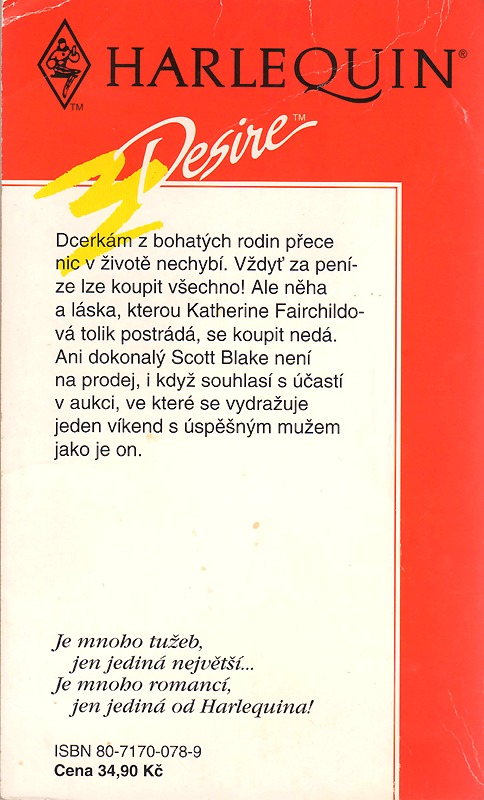 HARLEQUIN®
TM
Desire™
Dcerkám z bohatých rodin přece
nic v životě nechybí. Vždyť za pení-
ze lze koupit všechno! Ale něha
a láska, kterou Katherine Fairchildo-
vá tolik postrádá, se koupit nedá.
Ani dokonalý Scott Blake není
na prodej, i když souhlasí s účastí
v aukci, ve které se vydražuje
jeden víkend s úspěšným mužem
jako je on.
Je mnoho tužeb,
jen jediná největší...
Je mnoho romancí,
jen jediná od Harlequina!
ISBN 80-7170-078-9
Cena 34,90 Kč